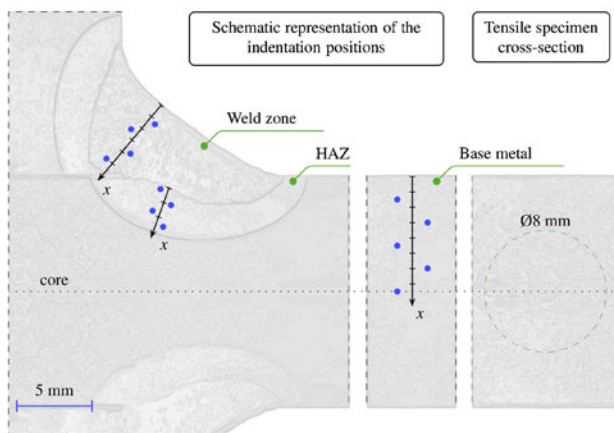 Schematic representation of the
indentation positions
Tensile specimen
cross-section
Weld zone
HAZ
Base metal
x
x
Ø8 mm
core
x
5 mm